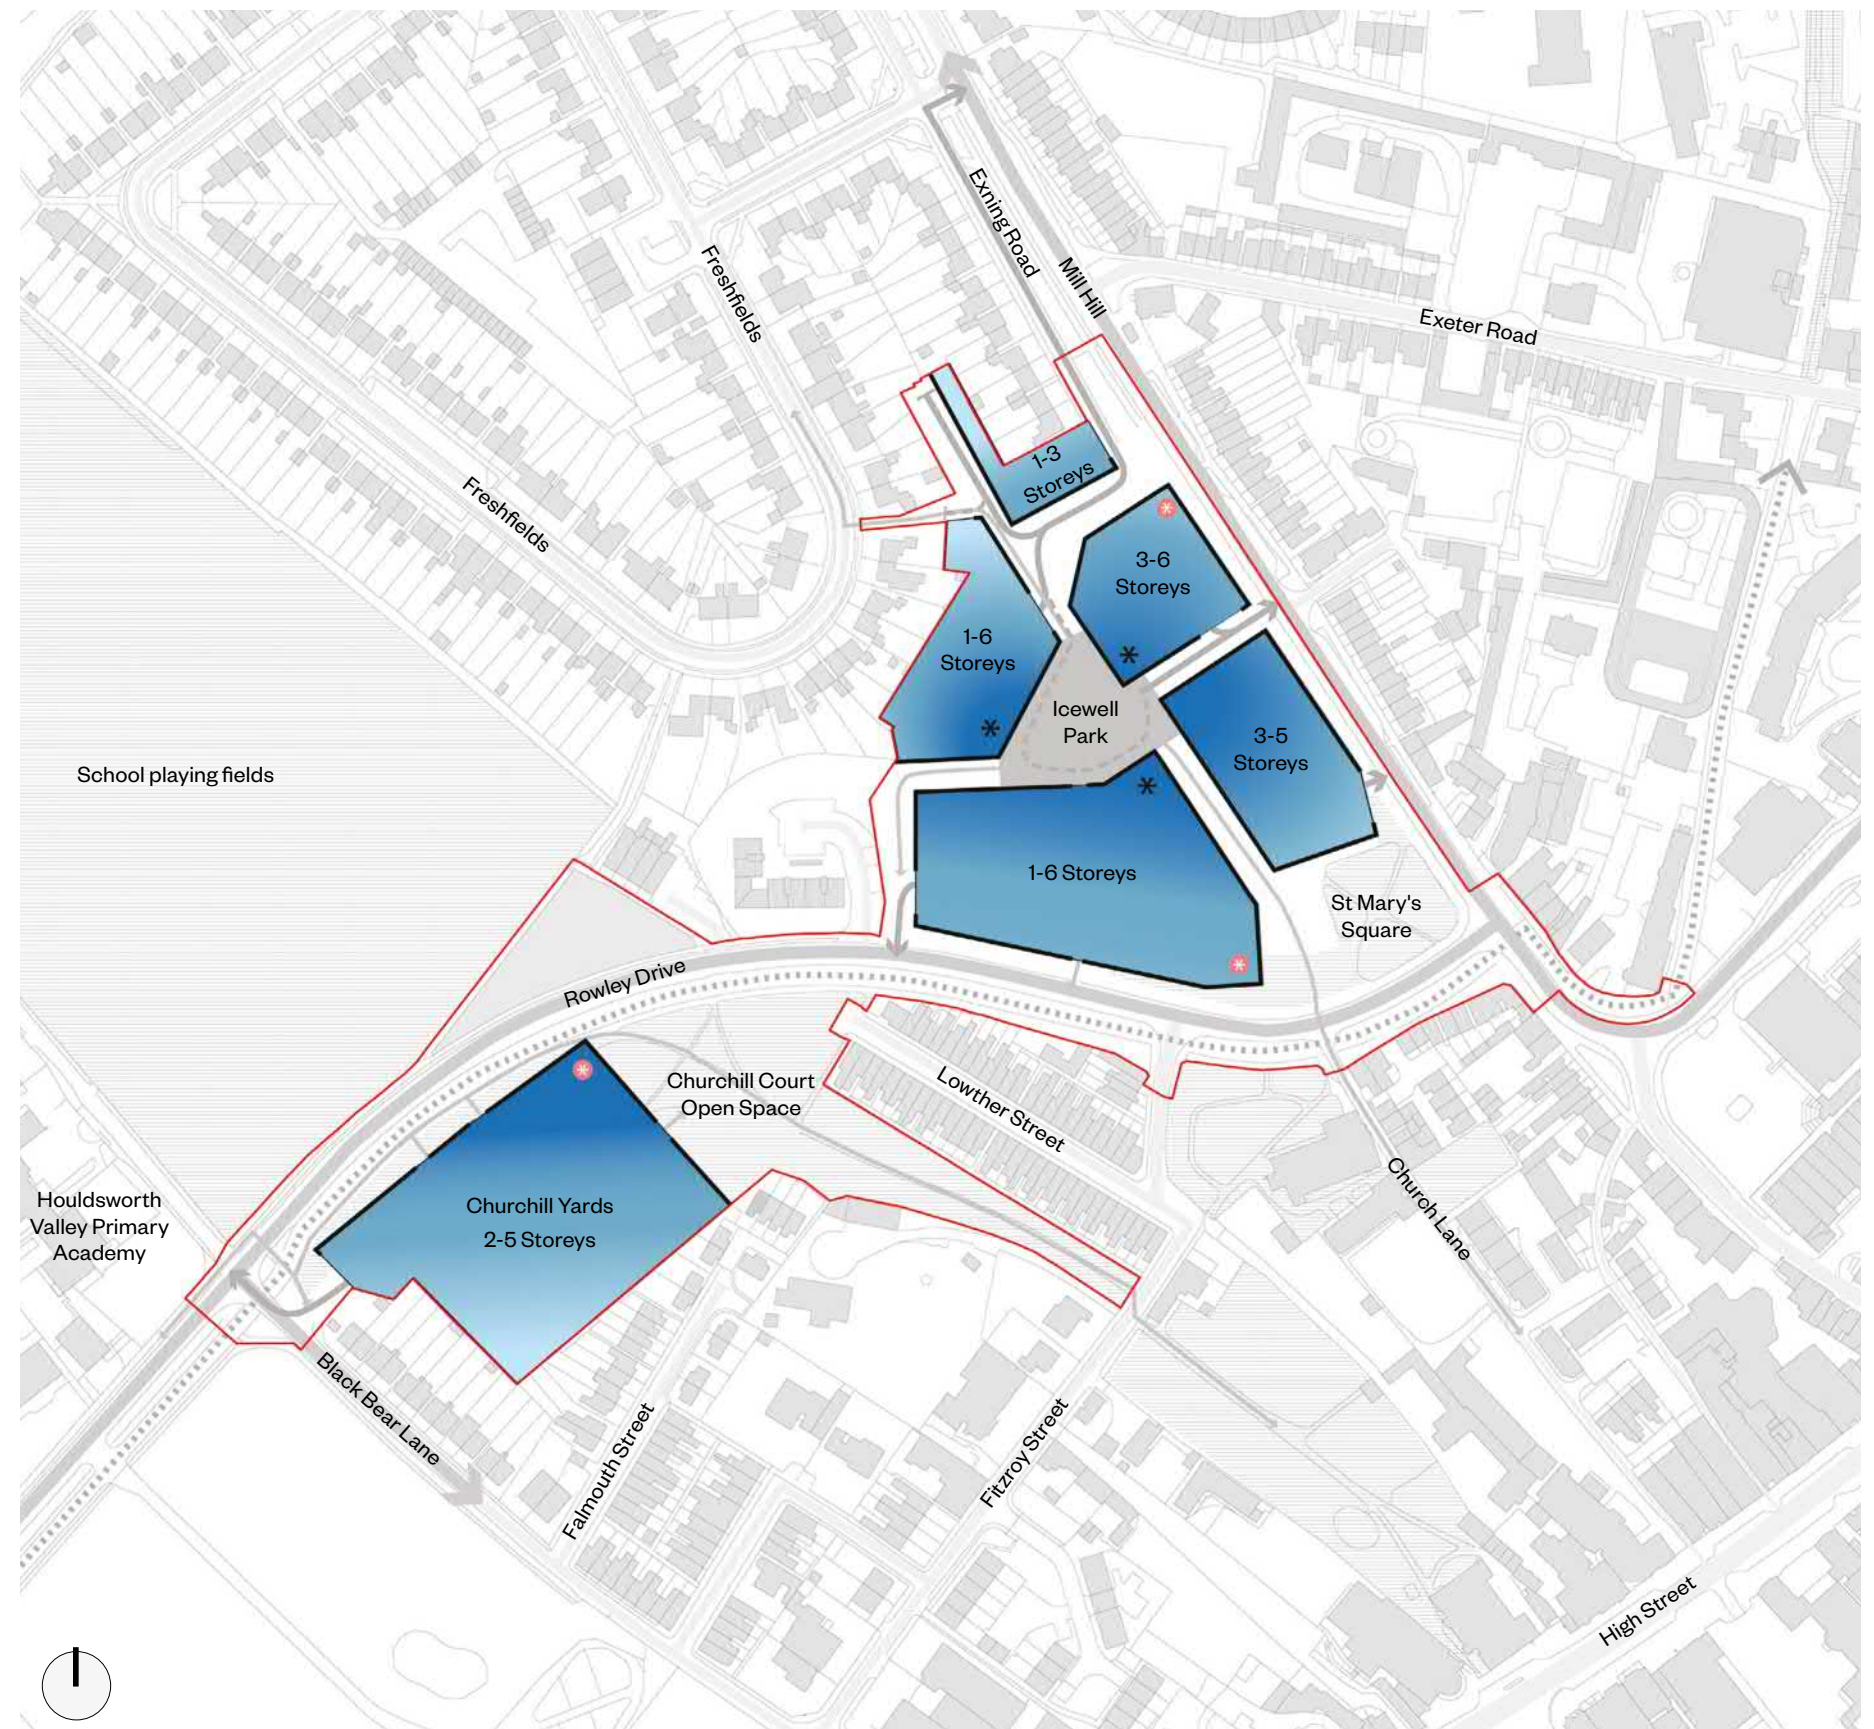 Exning Road
Mill Hill
Freshfields
Exeter Road
1-3
Storeys
Freshfields
3-6
Storeys
1-6
Storeys
Icewell
Park
3-5
Storeys
School playing fields
1-6 Storeys
St Mary's
Square
Rowley Drive
Churchill Court
Open Space
Lowther Street
Houldsworth
Valley Primary
Academy
Churchill Yards
2-5 Storeys
Church Lane
Black Bear Lane
Falmouth Street
Fitzroy Street
High Street